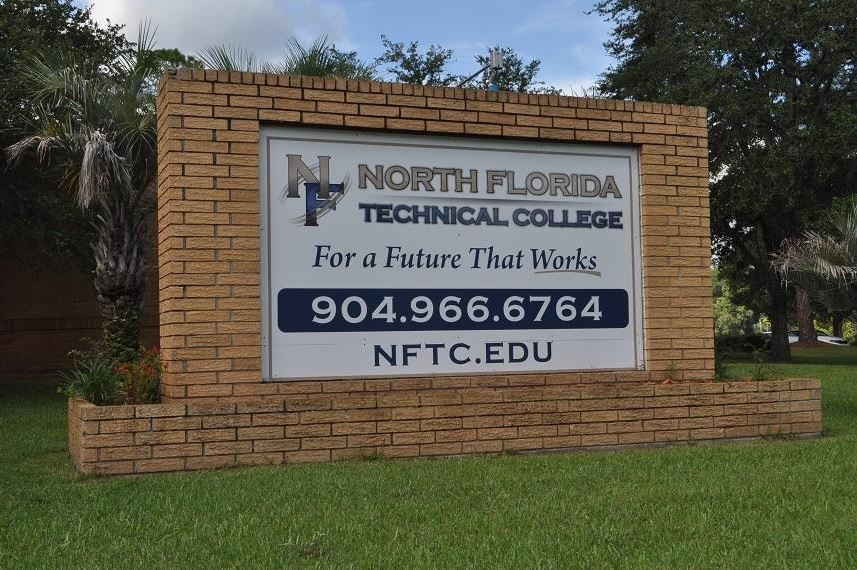 NF NORTH FLORIDA
TECHNICAL COLLEGE
For a Future That Works
904.966.6764
NFTC.EDU